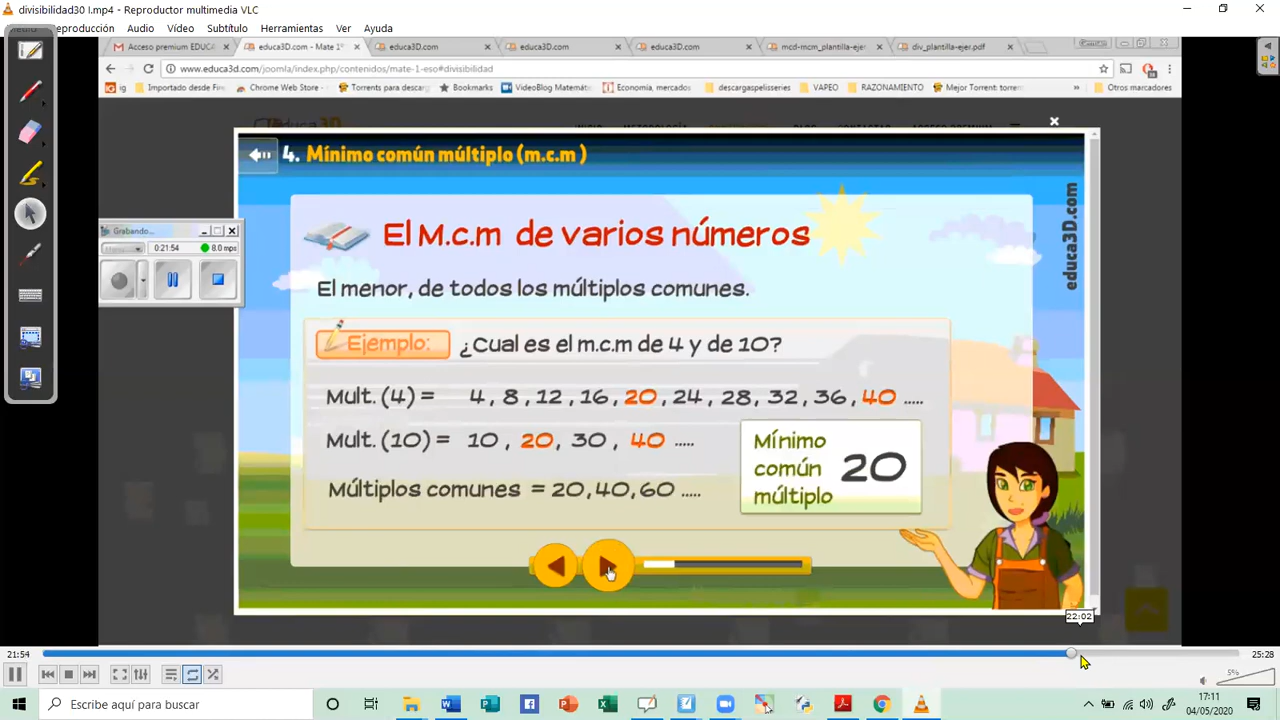 divisibilidad30 I.mp4 - Reproductor multimedia VLC
Medio Reproducción Audio Vídeo Subtítulo Herramientas Ver Ayuda
Acceso premium EDUCA educa3D.com - Mate 1º educa3D.com educa3D.com educa3D.com mcd-mcm_plantilla-ejer div_plantilla-ejer.pdf
www.educa3d.com/joomla/index.php/contenidos/mate-1-eso#divisibilidad
ig Importado desde Fire Chrome Web Store - Torrents para descarg Bookmarks VideoBlog Matemátic Economía, mercados descargaspelisseries VAPEO RAZONAMIENTO Mejor Torrent: torren » Otros marcadores
4. Mínimo común múltiplo (m.c.m )
educa3D.com
Grabando...
0:21:54 8.0 mps
El M.c.m de varios números
El menor, de todos los múltiplos comunes.
Ejemplo: ¿Cual es el m.c.m de 4 y de 10?
Mult. (4) = 4, 8, 12, 16, 20, 24, 28, 32, 36, 40 .....
Mult. (10) = 10, 20, 30, 40 .....
Múltiplos comunes = 20,40,60 .....
Mínimo
común
múltiplo
20
22:02
21:54 25:28
5%
Escribe aquí para buscar
17:11
04/05/2020